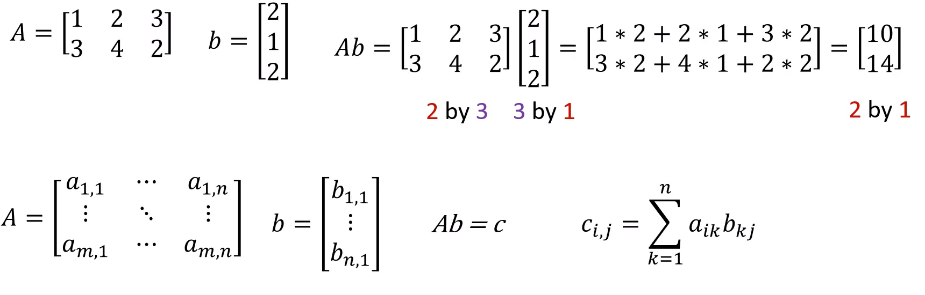 A = [1 2 3; 3 4 2] b = [2; 1; 2] Ab = [1 2 3; 3 4 2] [2; 1; 2] = [1 * 2 + 2 * 1 + 3 * 2; 3 * 2 + 4 * 1 + 2 * 2] = [10; 14]
2 by 3 3 by 1 2 by 1
A = [a_{1,1} ⋯ a_{1,n}; ⋮ ⋱ ⋮; a_{m,1} ⋯ a_{m,n}] b = [b_{1,1}; ⋮; b_{n,1}] Ab = c c_{i,j} = ∑_{k=1}^{n} a_{ik}b_{kj}